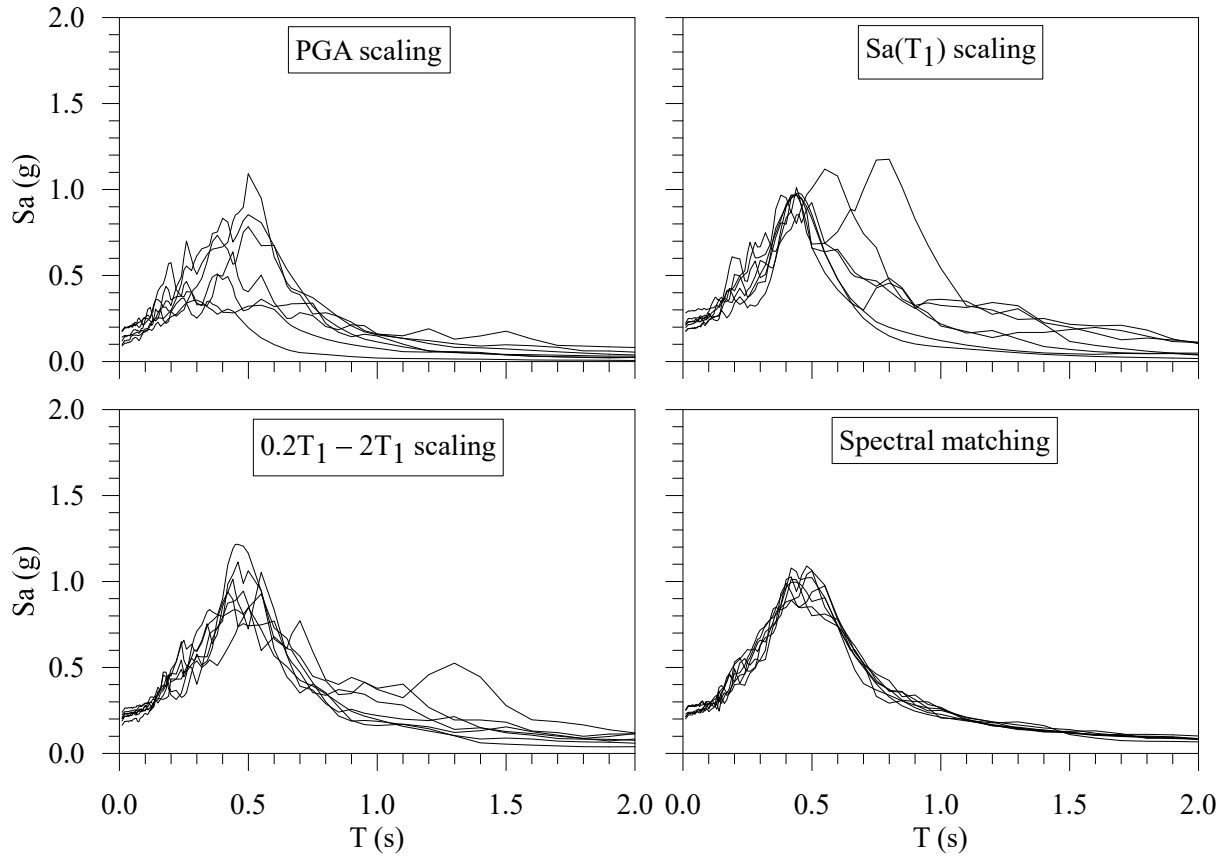 2.0
1.5
1.0
0.5
0.0
Sa (g)
PGA scaling
Sa(T1) scaling
2.0
1.5
1.0
0.5
0.0
Sa (g)
0.2T1 – 2T1 scaling
Spectral matching
0.0 0.5 1.0 1.5 2.0
T (s)
0.0 0.5 1.0 1.5 2.0
T (s)